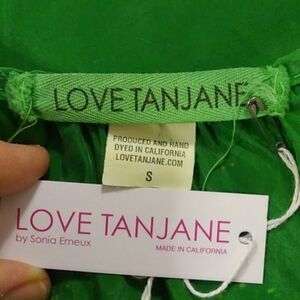 LOVE TANJANE
PRODUCED AND HAND
DYED IN CALIFORNIA
LOVETANJANE.COM
S
LOVE TANJANE
by Sonia Erneux
MADE IN CALIFORNIA